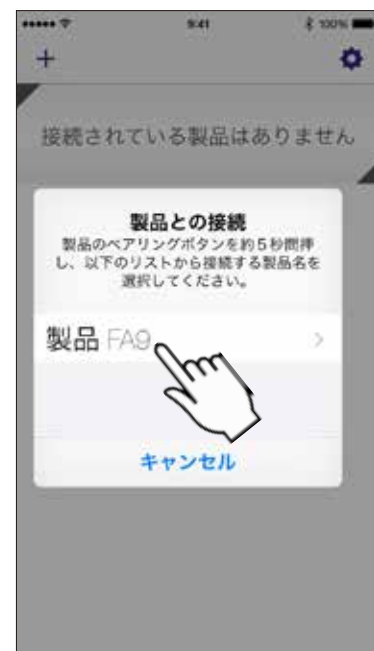 9:41
100%
+
接続されている製品はありません
製品との接続
製品のペアリングボタンを約5秒間押
し、以下のリストから接続する製品名を
選択してください。
製品 FA9
キャンセル